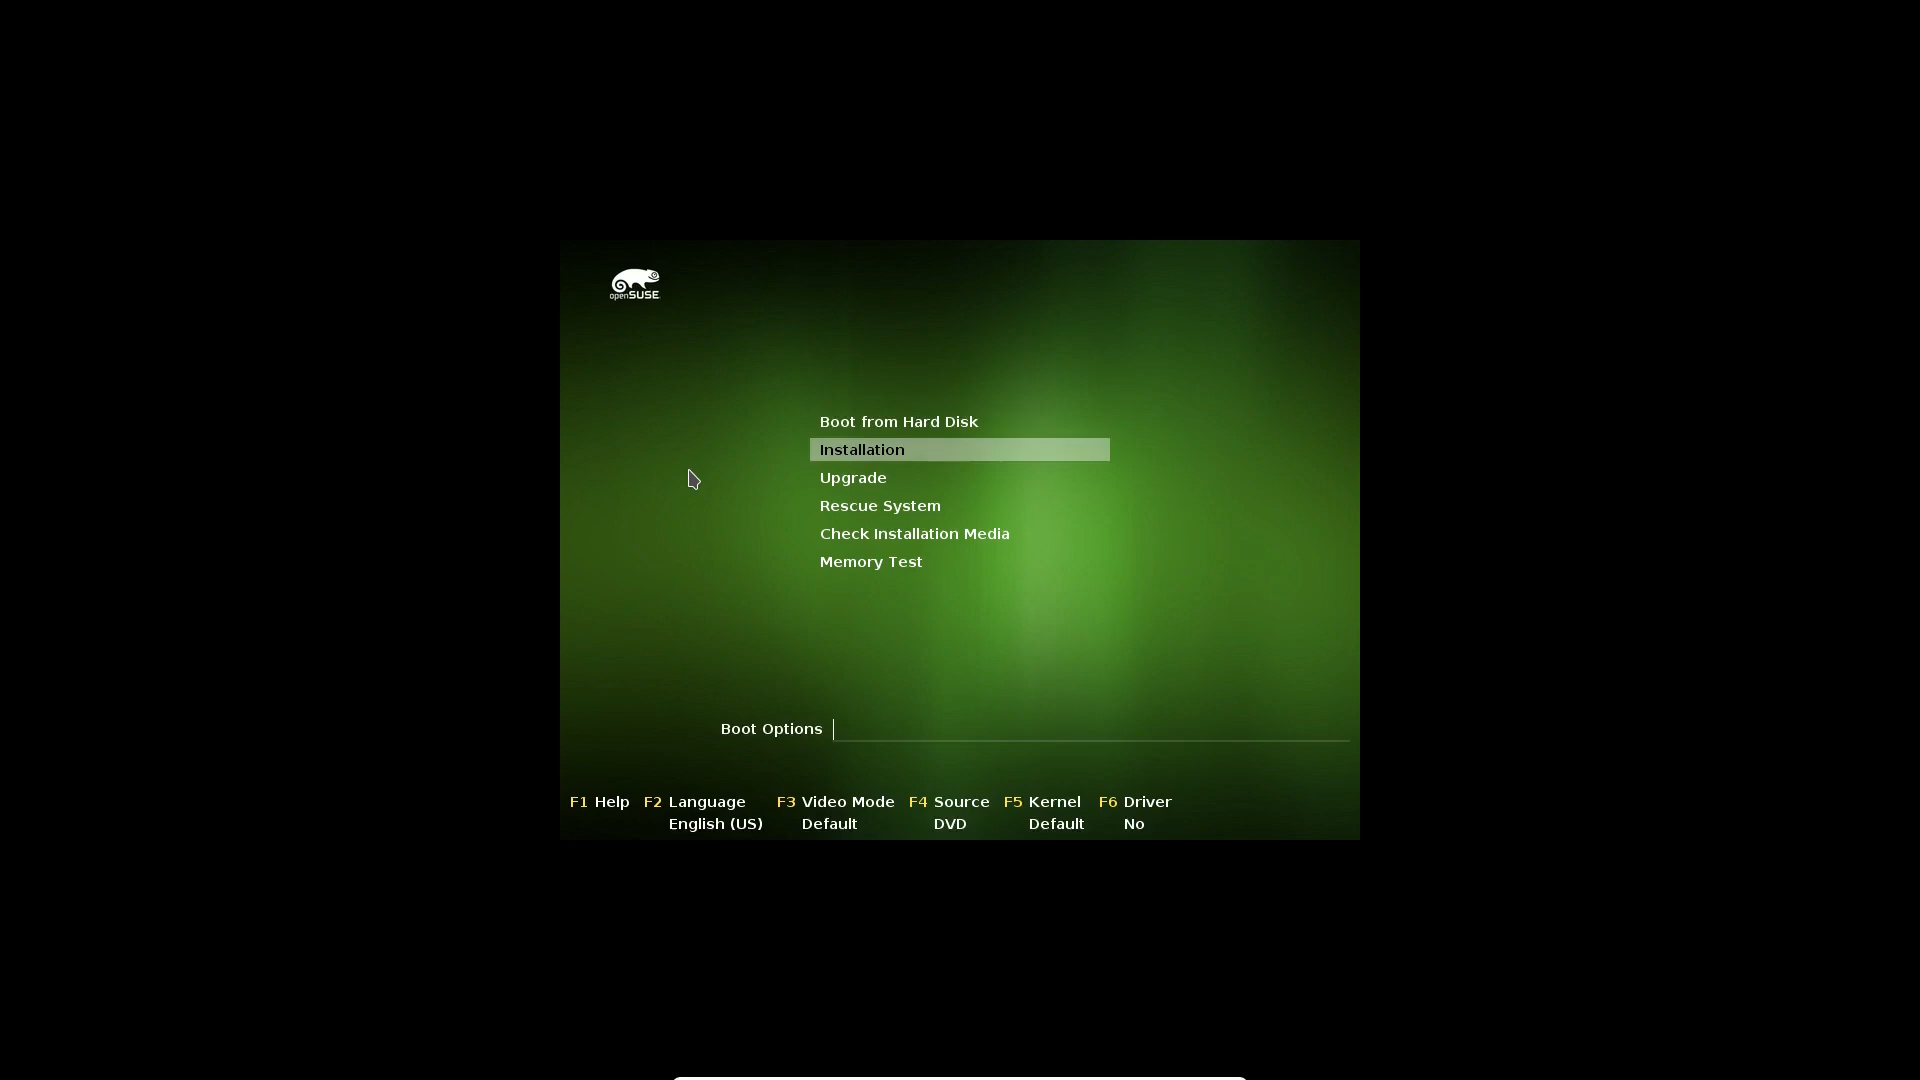 openSUSE
Boot from Hard Disk
Installation
Upgrade
Rescue System
Check Installation Media
Memory Test
Boot Options
F1 Help F2 Language F3 Video Mode F4 Source F5 Kernel F6 Driver
English (US) Default DVD Default No